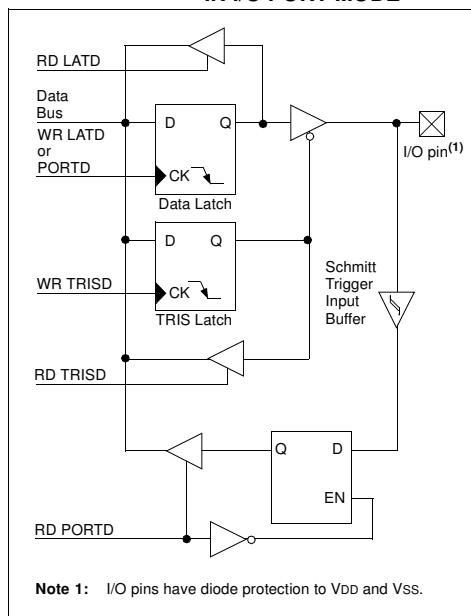 IN I/O PORT MODE
RD LATD
Data
Bus
WR LATD
or
PORTD
D Q
CK
Data Latch
I/O pin(1)
D Q
WR TRISD
CK
TRIS Latch
Schmitt
Trigger
Input
Buffer
RD TRISD
Q D
EN
RD PORTD
Note 1: I/O pins have diode protection to VDD and VSS.